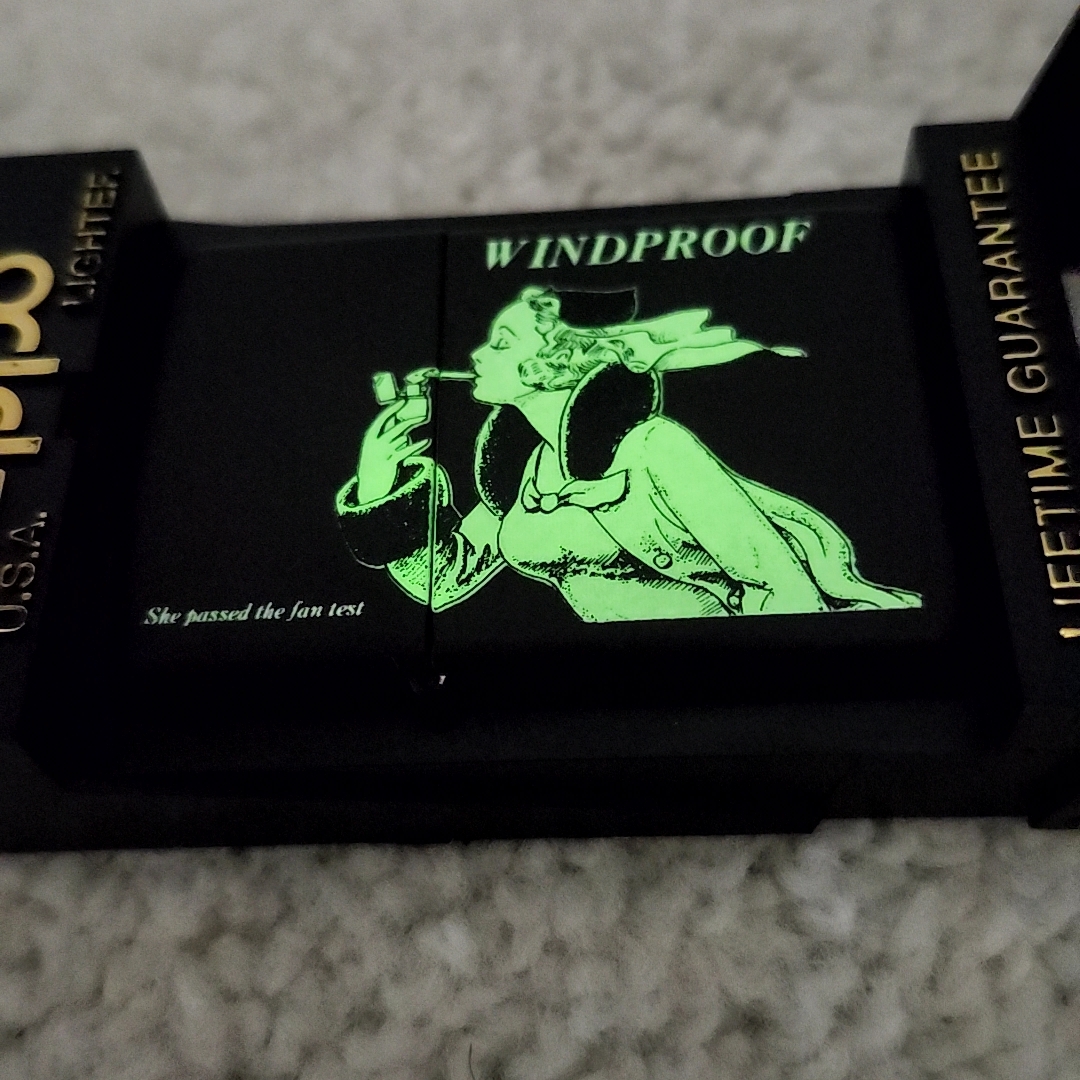 WINDPROOF
She passed the fan test
LIGHTER
U.S.A.
LIFETIME GUARANTEE